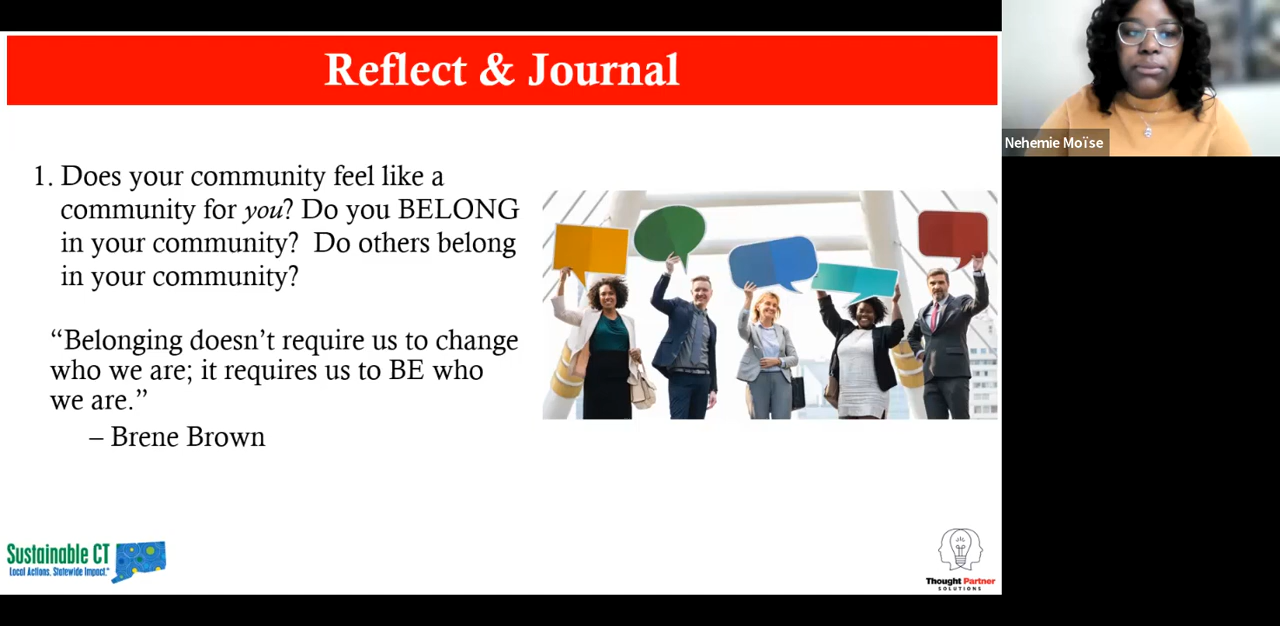 Reflect & Journal
Nehemie Moïse
1. Does your community feel like a
community for you? Do you BELONG
in your community?  Do others belong
in your community?
“Belonging doesn’t require us to change
who we are; it requires us to BE who
we are.”
– Brene Brown
Sustainable CT
Local Actions. Statewide Impact.
Thought Partner
SOLUTIONS